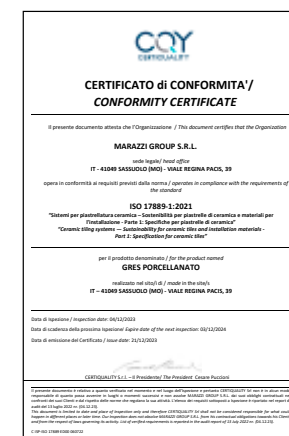 CQY
CERTIQUALITY
CERTIFICATO di CONFORMITA'/
CONFORMITY CERTIFICATE
Il presente documento attesta che l'Organizzazione / This document certifies that the Organization
MARAZZI GROUP S.R.L.
sede legale/ head office
IT - 41049 SASSUOLO (MO) - VIALE REGINA PACIS, 39
opera in conformità ai requisiti previsti dalla norma / operates in compliance with the requirements of
the standard
ISO 17889-1:2021
"Sistemi per piastrellatura ceramica – Sostenibilità per piastrelle di ceramica e materiali per
l'installazione - Parte 1: Specifiche per piastrelle di ceramica"
"Ceramic tiling systems — Sustainability for ceramic tiles and installation materials -
Part 1: Specification for ceramic tiles"
per il prodotto denominato / for the product named
GRES PORCELLANATO
realizzato nel sito/i di / made in the site/s
IT – 41049 SASSUOLO (MO) - VIALE REGINA PACIS, 39
Data di Ispezione / Inspection date: 04/12/2023
Data di scadenza della prossima Ispezione/ Expire date of the next inspection: 03/12/2024
Data di emissione del Certificato / Issue date: 21/12/2023
CERTIQUALITY S.r.l. – Il Presidente/ The President Cesare Puccioni